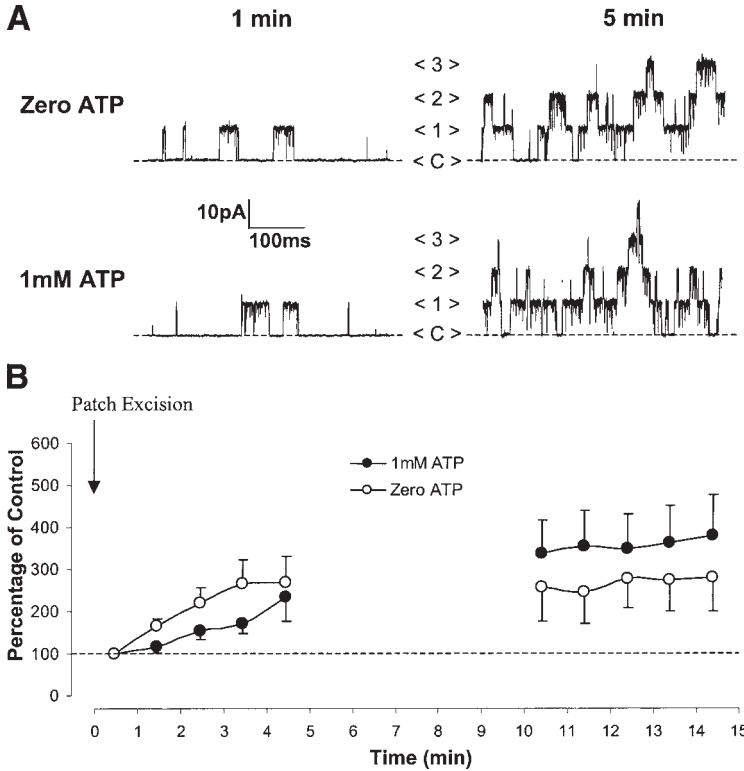 A
1 min
5 min
Zero ATP
< 3 >
< 2 >
< 1 >
< C >
10pA
100ms
1mM ATP
< 3 >
< 2 >
< 1 >
< C >
B
Patch Excision
Percentage of Control
600
500
400
300
200
100
0
1mM ATP
Zero ATP
0 1 2 3 4 5 6 7 8 9 10 11 12 13 14 15
Time (min)